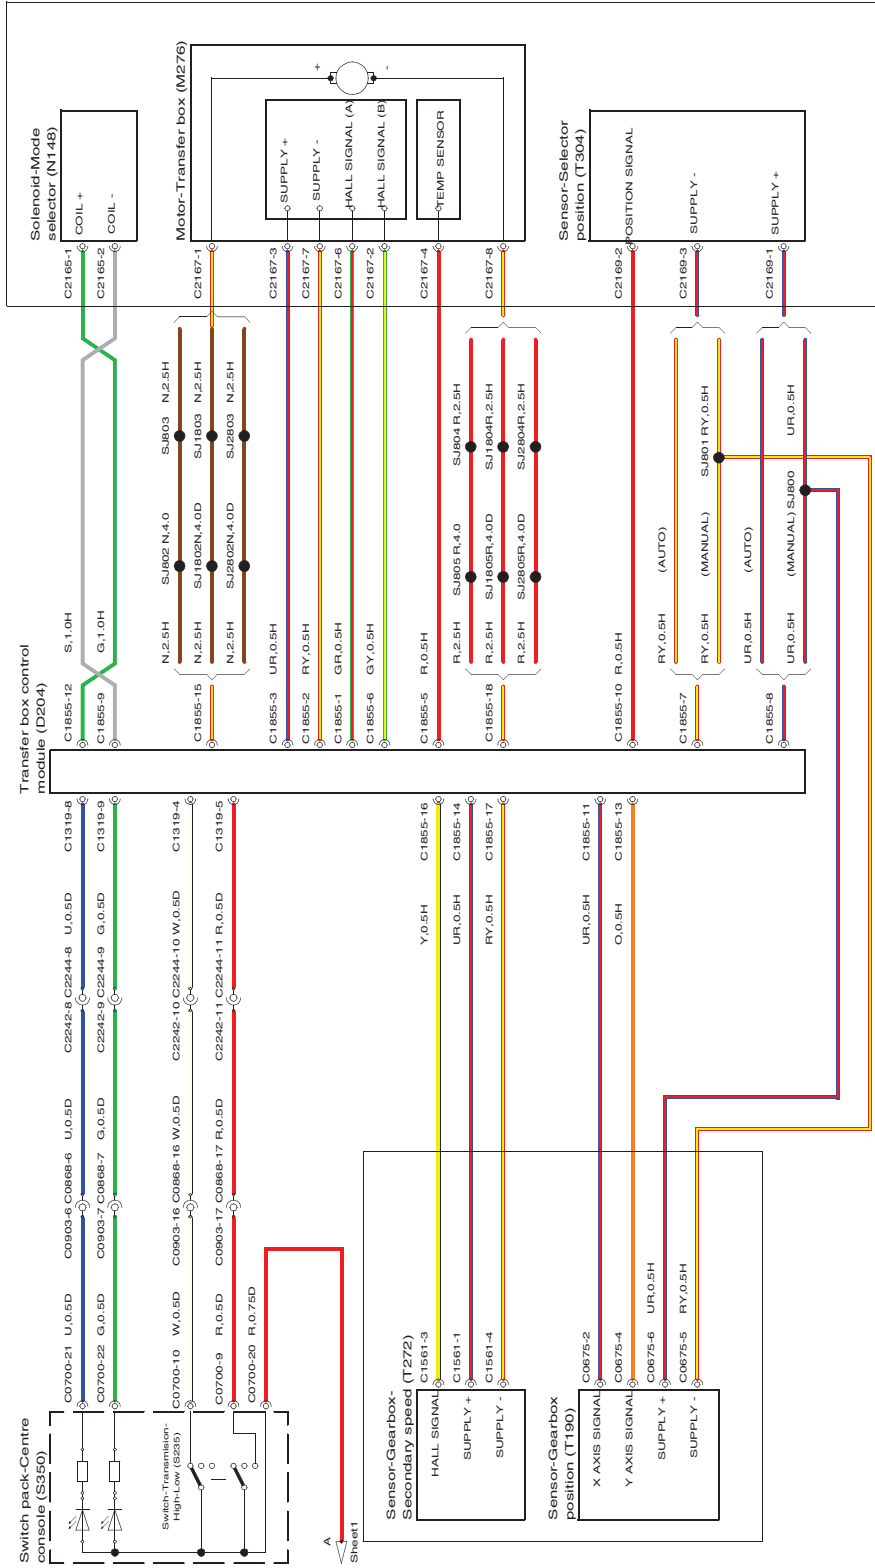 Solenoid-Mode
selector (N148)
COIL +
COIL -
C2165-1
C2165-2
S,1.0H
G,1.0H
C1855-12
C1855-9
Motor-Transfer box (M276)
+
-
SUPPLY +
SUPPLY -
HALL SIGNAL (A)
HALL SIGNAL (B)
TEMP SENSOR
C2167-1
C2167-3
C2167-7
C2167-6
C2167-2
C2167-4
C2167-8
N,2.5H
N,2.5H
N,2.5H
SJ803
SJ1803
SJ2803
SJ802 N,4.0
SJ1802N,4.0D
SJ2802N,4.0D
N,2.5H
N,2.5H
N,2.5H
C1855-15
UR,0.5H
RY,0.5H
GR,0.5H
GY,0.5H
R,0.5H
C1855-3
C1855-2
C1855-1
C1855-6
C1855-5
SJ804 R,2.5H
SJ1804R,2.5H
SJ2804R,2.5H
SJ805 R,4.0
SJ1805R,4.0D
SJ2805R,4.0D
R,2.5H
R,2.5H
R,2.5H
C1855-18
Sensor-Selector
position (T304)
POSITION SIGNAL
SUPPLY -
SUPPLY +
C2169-2
C2169-3
C2169-1
SJ801 RY,0.5H
UR,0.5H
SJ800
(AUTO)
(MANUAL)
(AUTO)
(MANUAL)
R,0.5H
RY,0.5H
RY,0.5H
UR,0.5H
UR,0.5H
C1855-10
C1855-7
C1855-8
Transfer box control
module (D204)
C1319-8
C1319-9
C1319-4
C1319-5
U,0.5D
G,0.5D
W,0.5D
R,0.5D
C2244-8
C2244-9
C2244-10
C2244-11
C2242-8
C2242-9
C2242-10
C2242-11
U,0.5D
G,0.5D
W,0.5D
R,0.5D
C0868-6
C0868-7
C0868-16
C0868-17
C0903-6
C0903-7
C0903-16
C0903-17
U,0.5D
G,0.5D
W,0.5D
R,0.5D
R,0.75D
C0700-21
C0700-22
C0700-10
C0700-9
C0700-20
Switch pack-Centre
console (S350)
Switch-Transmision-
High-Low (S235)
A
Sheet1
C1855-16
C1855-14
C1855-17
C1855-11
C1855-13
Y,0.5H
UR,0.5H
RY,0.5H
UR,0.5H
O,0.5H
UR,0.5H
RY,0.5H
C1561-3
C1561-1
C1561-4
Sensor-Gearbox-
Secondary speed (T272)
HALL SIGNAL
SUPPLY +
SUPPLY -
C0675-2
C0675-4
C0675-6
C0675-5
Sensor-Gearbox
position (T190)
X AXIS SIGNAL
Y AXIS SIGNAL
SUPPLY +
SUPPLY -